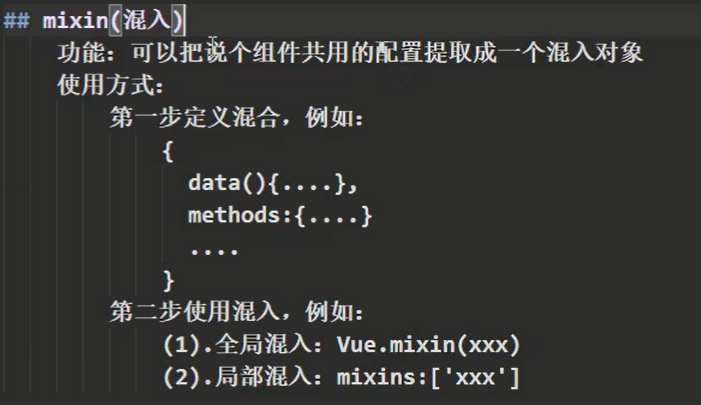 ## mixin(混入)
功能：可以把说个组件共用的配置提取成一个混入对象
使用方式：
第一步定义混合，例如：
{
data(){....},
methods:{....}
....
}
第二步使用混入，例如：
(1).全局混入：Vue.mixin(xxx)
(2).局部混入：mixins:['xxx']